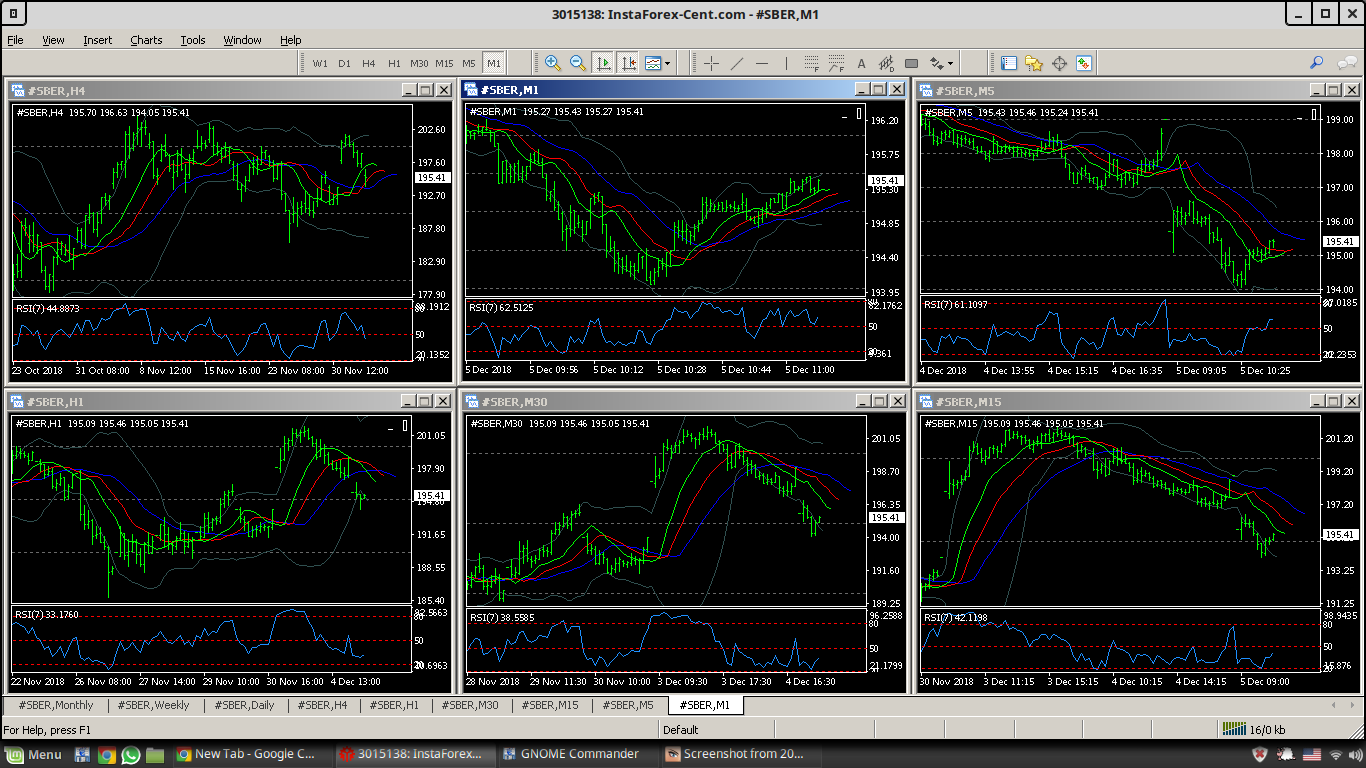 3015138: InstaForex-Cent.com - #SBER,M1
File View Insert Charts Tools Window Help
W1 D1 H4 H1 M30 M15 M5 M1
#SBER,H4
#SBER,H4 195.70 196.63 194.05 195.41
202.60
197.60
195.41
192.70
187.80
182.90
177.90
RSI(7) 44.8873
80
50
20.1352
23 Oct 2018 31 Oct 08:00 8 Nov 12:00 15 Nov 16:00 23 Nov 08:00 30 Nov 12:00
#SBER,M1
#SBER,M1 195.27 195.43 195.27 195.41
196.20
195.75
195.41
195.30
194.85
194.40
193.95
RSI(7) 62.5125
50
5 Dec 2018 5 Dec 09:56 5 Dec 10:12 5 Dec 10:28 5 Dec 10:44 5 Dec 11:00
#SBER,M5
#SBER,M5 195.43 195.46 195.24 195.41
199.00
198.00
197.00
196.00
195.41
195.00
194.00
RSI(7) 61.1097
50
4 Dec 2018 4 Dec 13:55 4 Dec 15:15 4 Dec 16:35 5 Dec 09:05 5 Dec 10:25
#SBER,H1
#SBER,H1 195.09 195.46 195.05 195.41
201.05
197.90
195.41
191.65
188.55
185.40
RSI(7) 33.1760
80
50
22 Nov 2018 26 Nov 08:00 27 Nov 14:00 29 Nov 10:00 30 Nov 16:00 4 Dec 13:00
#SBER,M30
#SBER,M30 195.09 195.46 195.05 195.41
201.05
198.70
196.35
195.41
194.00
191.60
189.25
RSI(7) 38.5585
96.2588
80
50
21.1799
28 Nov 2018 29 Nov 11:30 30 Nov 10:00 3 Dec 09:30 3 Dec 17:30 4 Dec 16:30
#SBER,M15
#SBER,M15 195.09 195.46 195.05 195.41
201.20
199.20
197.20
195.41
193.25
191.25
RSI(7) 42.1198
98.9435
80
50
30 Nov 2018 3 Dec 11:15 3 Dec 15:15 4 Dec 10:15 4 Dec 14:15 5 Dec 09:00
#SBER,Monthly #SBER,Weekly #SBER,Daily #SBER,H4 #SBER,H1 #SBER,M30 #SBER,M15 #SBER,M5 #SBER,M1
For Help, press F1 Default 16/0 kb
Menu New Tab - Google C... 3015138: InstaForex... GNOME Commander Screenshot from 20...